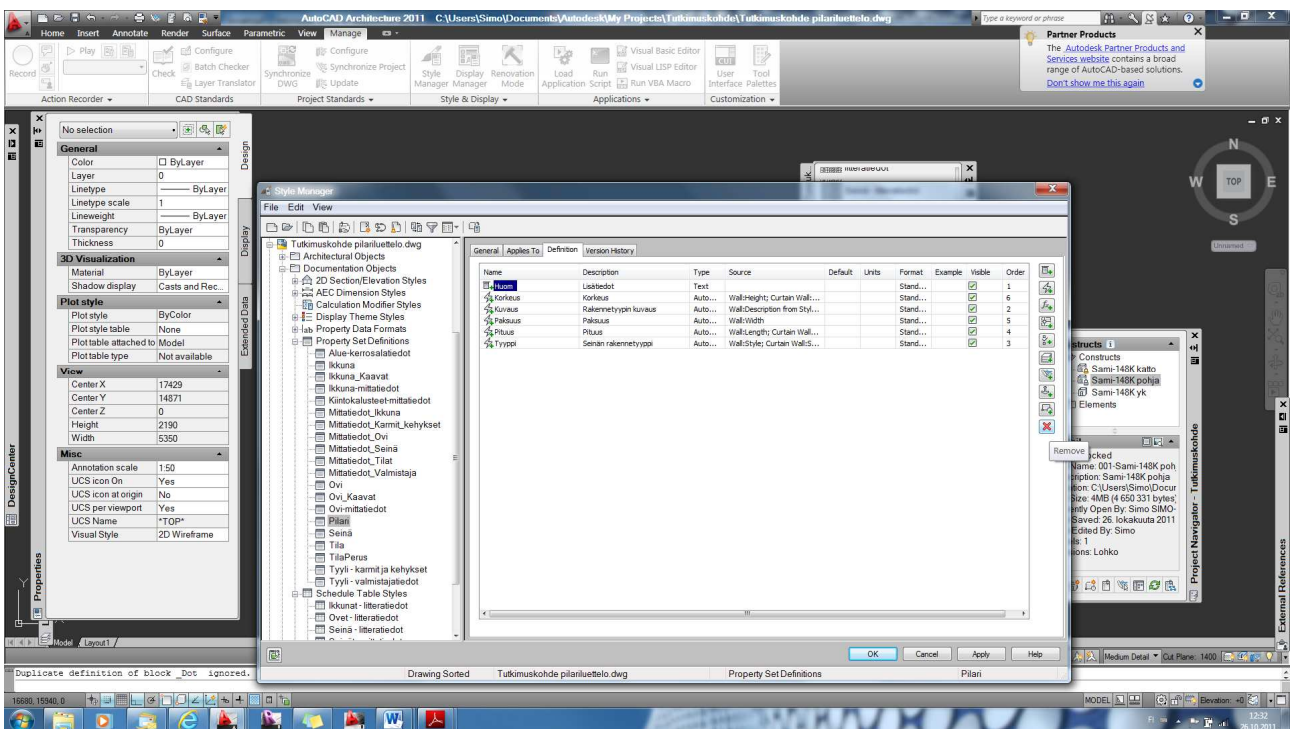 AutoCAD Architecture 2011 C:\Users\Simo\Documents\Autodesk\My Projects\Tutkimuskohde\Tutkimuskohde pilariluettelo.dwg
Type a keyword or phrase
Home Insert Annotate Render Surface Parametric View Manage
Record
Play
Action Recorder
Check
Configure
Batch Checker
Layer Translator
CAD Standards
Synchronize DWG
Configure
Synchronize Project
Update
Project Standards
Style Manager
Display Manager
Renovation Mode
Style & Display
Load Application
Run Script
Visual Basic Editor
Visual LISP Editor
Run VBA Macro
Applications
User Interface
Tool Palettes
Customization
Partner Products
The Autodesk Partner Products and
Services website contains a broad
range of AutoCAD-based solutions.
Don't show me this again
No selection
General
Color ByLayer
Layer 0
Linetype ByLayer
Linetype scale 1
Lineweight ByLayer
Transparency ByLayer
Thickness 0
3D Visualization
Material ByLayer
Shadow display Casts and Rec...
Plot style
Plot style ByColor
Plot style table None
Plot table attached to Model
Plot table type Not available
View
Center X 17429
Center Y 14871
Center Z 0
Height 2190
Width 5350
Misc
Annotation scale 1:50
UCS icon On Yes
UCS icon at origin No
UCS per viewport Yes
UCS Name *TOP*
Visual Style 2D Wireframe
Design
Display
Extended Data
DesignCenter
Properties
Style Manager
File Edit View
Tutkimuskohde pilariluettelo.dwg
Architectural Objects
Documentation Objects
2D Section/Elevation Styles
AEC Dimension Styles
Calculation Modifier Styles
Display Theme Styles
Property Data Formats
Property Set Definitions
Alue-kerrosalatiedot
Ikkuna
Ikkuna_Kaavat
Ikkuna-mittatiedot
Kiintokalusteet-mittatiedot
Mittatiedot_Ikkuna
Mittatiedot_Karmit_kehykset
Mittatiedot_Ovi
Mittatiedot_Seinä
Mittatiedot_Tilat
Mittatiedot_Valmistaja
Ovi
Ovi_Kaavat
Ovi-mittatiedot
Pilari
Seinä
Tila
TilaPerus
Tyyli - karmit ja kehykset
Tyyli - valmistajatiedot
Schedule Table Styles
Ikkunat - litteratiedot
Ovet - litteratiedot
Seinä - litteratiedot
General Applies To Definition Version History
Name Description Type Source Default Units Format Example Visible Order
Huom Lisätiedot Text Stand... 1
Korkeus Korkeus Auto... Wall:Height; Curtain Wall:... Stand... 6
Kuvaus Rakennetyypin kuvaus Auto... Wall:Description from Styl... Stand... 2
Paksuus Paksuus Auto... Wall:Width Stand... 5
Pituus Pituus Auto... Wall:Length; Curtain Wall... Stand... 4
Tyyppi Seinän rakennetyyppi Auto... Wall:Style; Curtain Wall:S... Stand... 3
Remove
OK Cancel Apply Help
Drawing Sorted Tutkimuskohde pilariluettelo.dwg Property Set Definitions Pilari
N
W TOP E
S
Unnamed
structs
Constructs
Sami-148K katto
Sami-148K pohja
Sami-148K yk
Elements
Name: 001-Sami-148K poh
ription: Sami-148K pohja
tion: C:\Users\Simo\Docur
Size: 4MB (4 650 331 bytes)
ently Open By: Simo SIMO-
Saved: 26. lokakuuta 2011
Edited By: Simo
ls: 1
ions: Lohko
Project Navigator - Tutkimuskohde
External References
Model Layout1
Medium Detail Cut Plane: 1400
Duplicate definition of block _Dot ignored.
16680, 15940, 0
MODEL
Elevation: +0
FI
12:32
26.10.2011